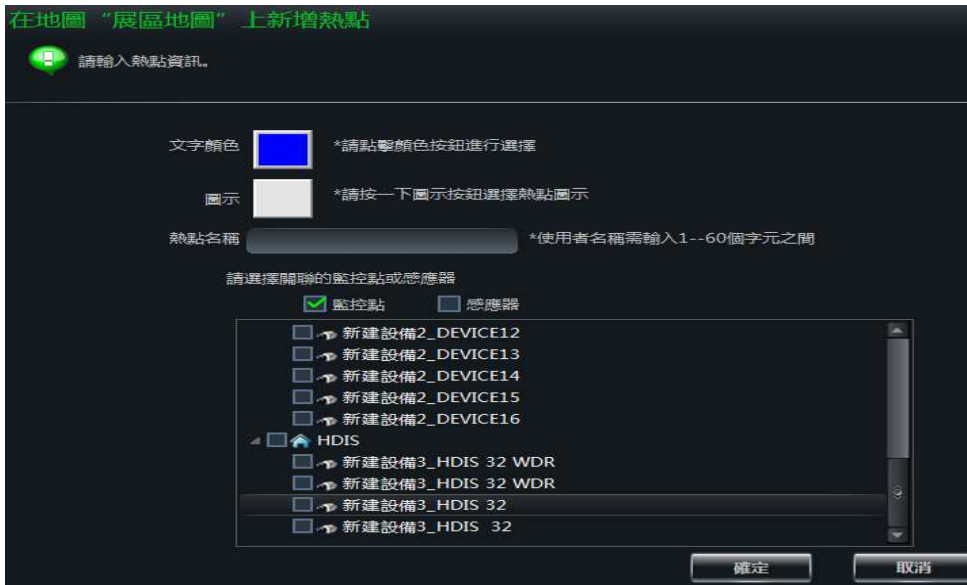 在地圖“展區地圖”上新增熱點
請輸入熱點資訊。
文字顏色 *請點擊顏色按鈕進行選擇
圖示 *請按一下圖示按鈕選擇熱點圖示
熱點名稱 *使用者名稱需輸入1--60個字元之間
請選擇關聯的監控點或感應器
監控點 感應器
新建設備2_DEVICE12
新建設備2_DEVICE13
新建設備2_DEVICE14
新建設備2_DEVICE15
新建設備2_DEVICE16
HDIS
新建設備3_HDIS 32 WDR
新建設備3_HDIS 32 WDR
新建設備3_HDIS 32
新建設備3_HDIS  32
確定 取消